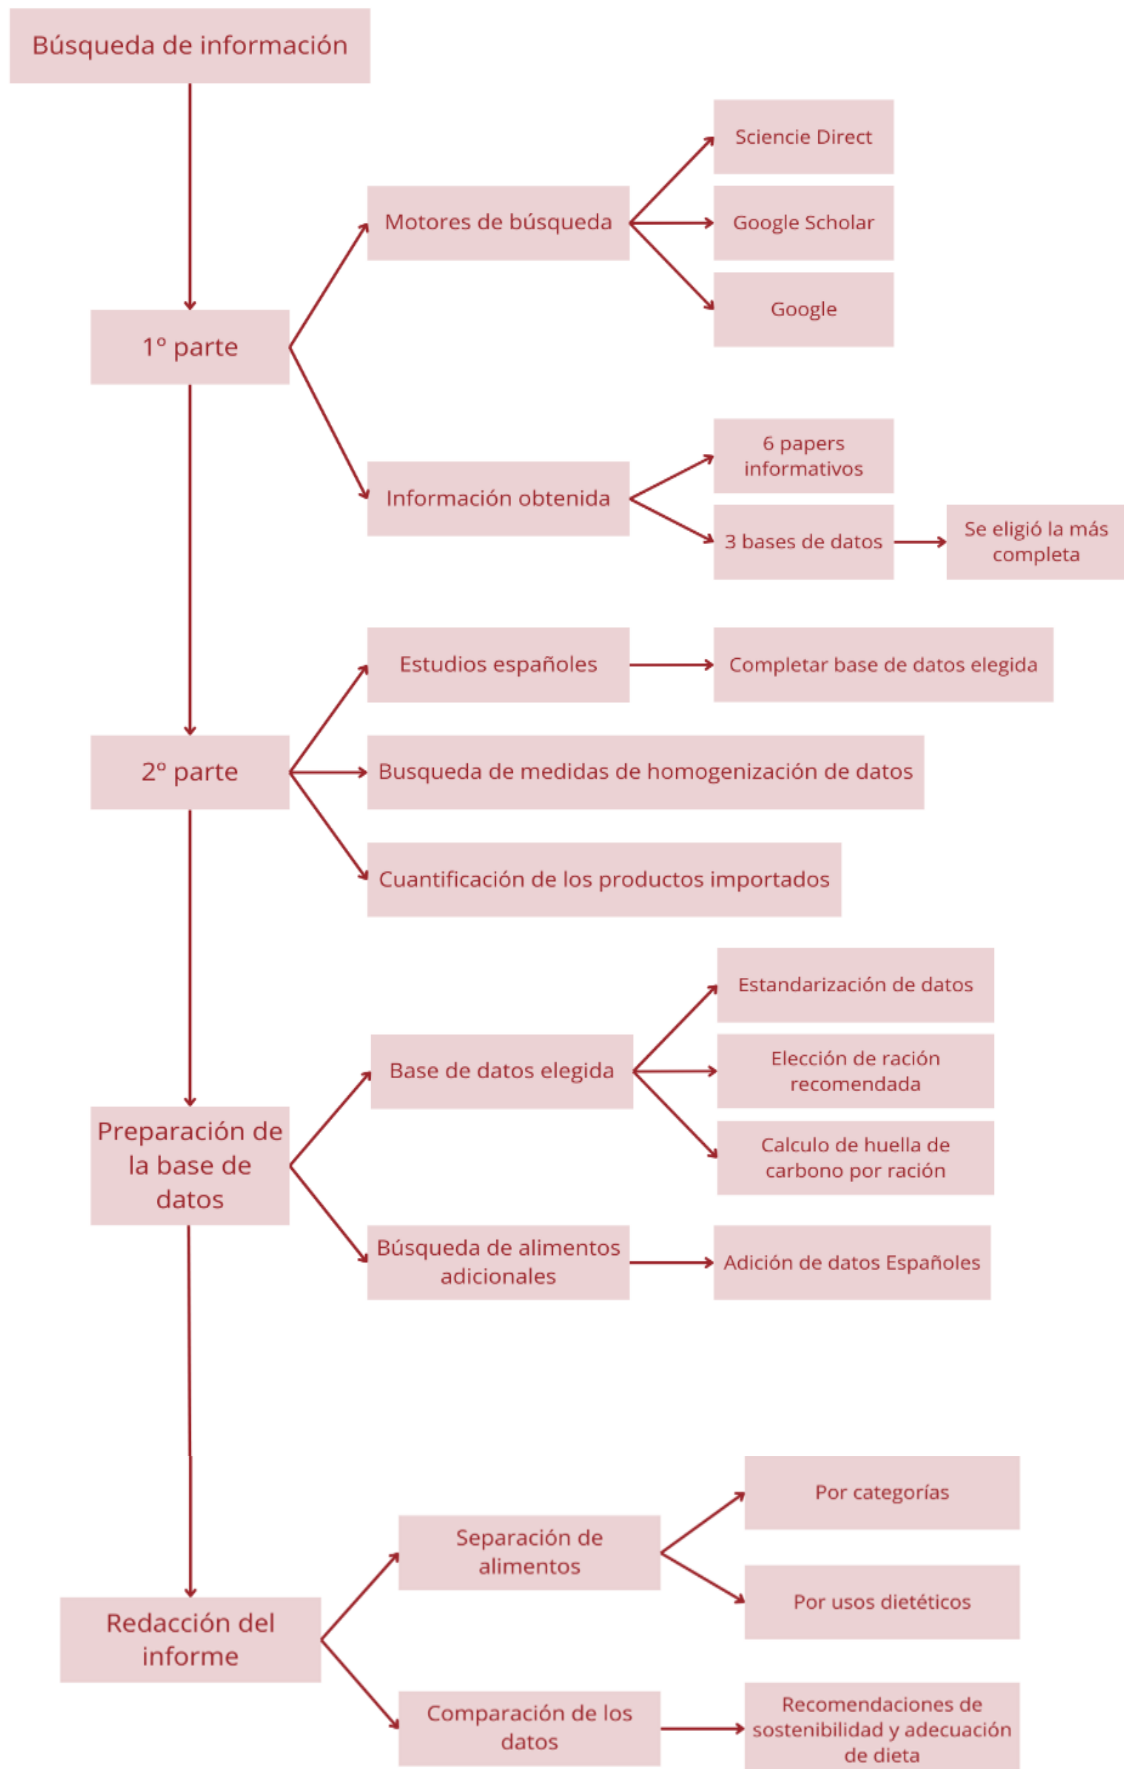 Búsqueda de información
Sciencie Direct
Motores de búsqueda
Google Scholar
Google
1º parte
6 papers
informativos
Información obtenida
3 bases de datos
Se eligió la más
completa
Estudios españoles
Completar base de datos elegida
2º parte
Busqueda de medidas de homogenización de datos
Cuantificación de los productos importados
Estandarización de datos
Base de datos elegida
Elección de ración
recomendada
Calculo de huella de
carbono por ración
Preparación de
la base de
datos
Búsqueda de alimentos
adicionales
Adición de datos Españoles
Por categorías
Separación de
alimentos
Por usos dietéticos
Redacción del
informe
Comparación de los
datos
Recomendaciones de
sostenibilidad y adecuación
de dieta